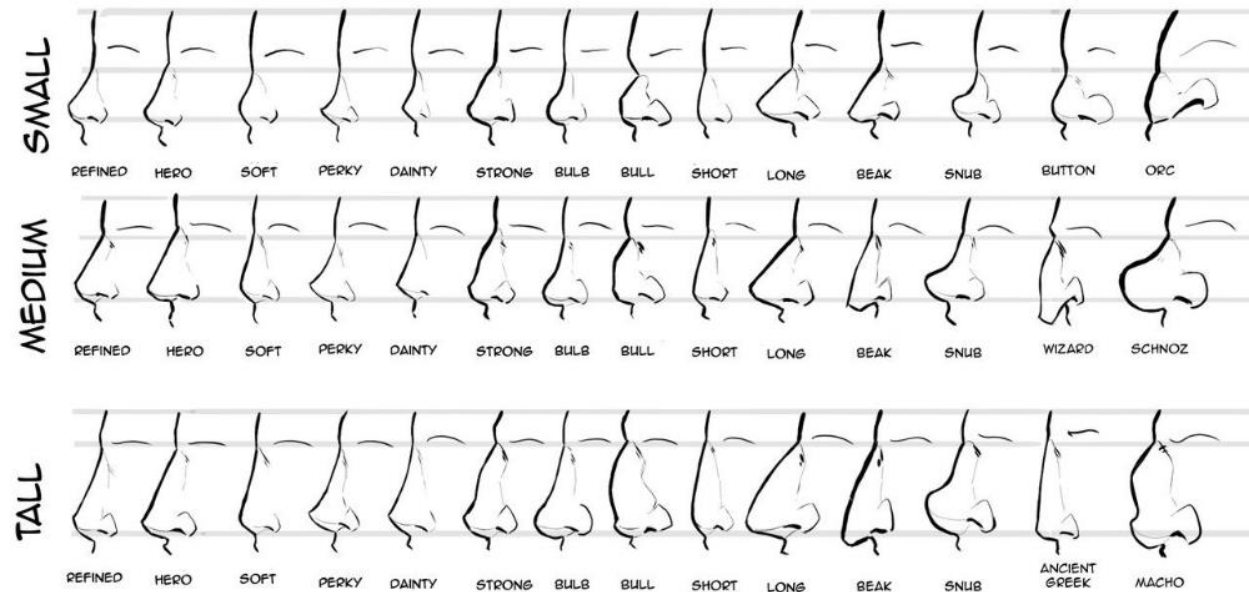 SMALL
REFINED HERO SOFT PERKY DAINTY STRONG BULB BULL SHORT LONG BEAK SNUB BUTTON ORC
MEDIUM
REFINED HERO SOFT PERKY DAINTY STRONG BULB BULL SHORT LONG BEAK SNUB WIZARD SCHNOZ
TALL
REFINED HERO SOFT PERKY DAINTY STRONG BULB BULL SHORT LONG BEAK SNUB ANCIENT GREEK MACHO